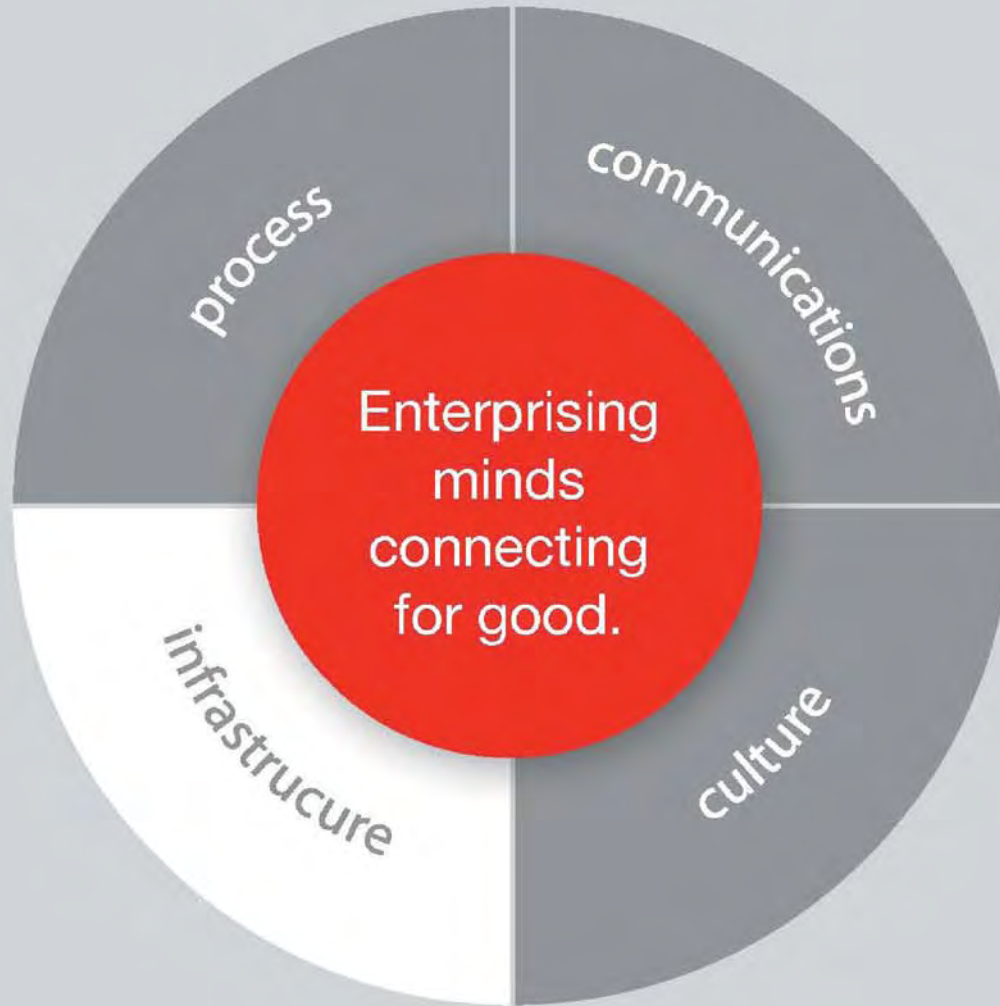 process
communications
Enterprising
minds
connecting
for good.
infrastrucure
culture